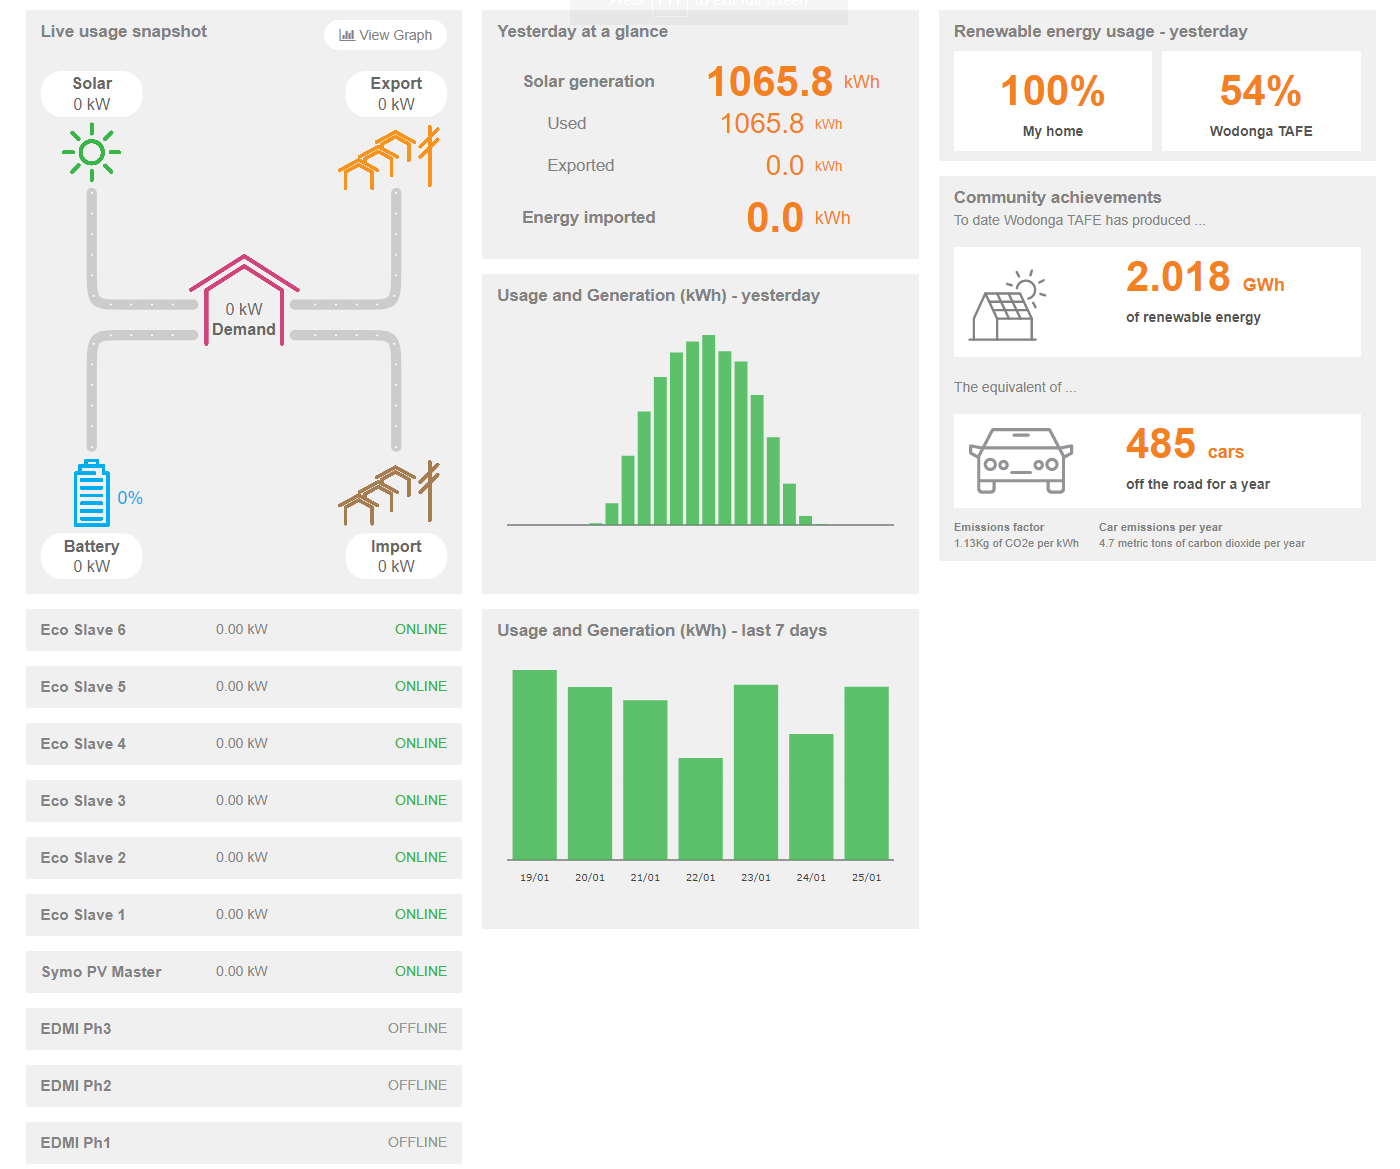 Live usage snapshot
View Graph
Solar
0 kW
Export
0 kW
0 kW
Demand
0%
Battery
0 kW
Import
0 kW
Eco Slave 6 0.00 kW ONLINE
Eco Slave 5 0.00 kW ONLINE
Eco Slave 4 0.00 kW ONLINE
Eco Slave 3 0.00 kW ONLINE
Eco Slave 2 0.00 kW ONLINE
Eco Slave 1 0.00 kW ONLINE
Symo PV Master 0.00 kW ONLINE
EDMI Ph3 OFFLINE
EDMI Ph2 OFFLINE
EDMI Ph1 OFFLINE
Press F11 to exit full screen
Yesterday at a glance
Solar generation 1065.8 kWh
Used 1065.8 kWh
Exported 0.0 kWh
Energy imported 0.0 kWh
Usage and Generation (kWh) - yesterday
Usage and Generation (kWh) - last 7 days
19/01 20/01 21/01 22/01 23/01 24/01 25/01
Renewable energy usage - yesterday
100%
My home
54%
Wodonga TAFE
Community achievements
To date Wodonga TAFE has produced ...
2.018 GWh
of renewable energy
The equivalent of ...
485 cars
off the road for a year
Emissions factor
1.13Kg of CO2e per kWh
Car emissions per year
4.7 metric tons of carbon dioxide per year